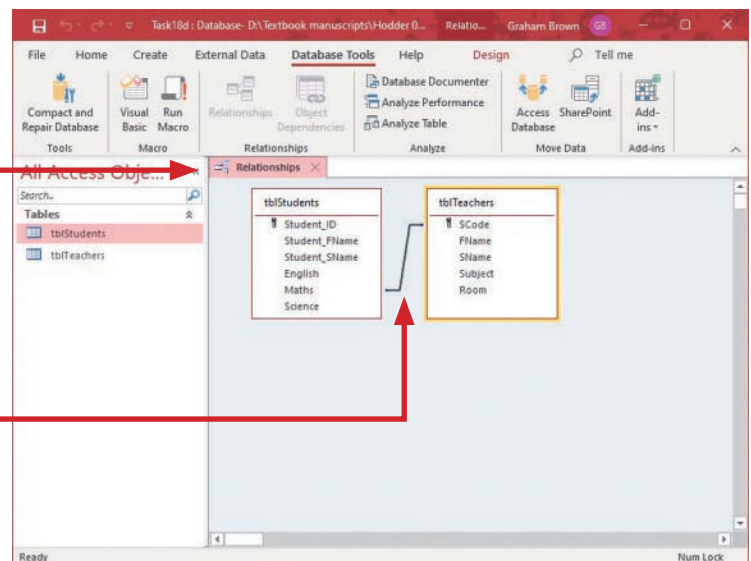 Task18d : Database- D:\Textbook manuscripts\Hodder 0... Relatio... Graham Brown GB
File Home Create External Data Database Tools Help Design Tell me
Compact and Repair Database
Visual Basic
Run Macro
Relationships
Object Dependencies
Database Documenter
Analyze Performance
Analyze Table
Access Database
SharePoint
Add-ins
Tools Macro Relationships Analyze Move Data Add-ins
All Access Obje...
Relationships
Search..
Tables
tblStudents
tblTeachers
tblStudents
Student_ID
Student_FName
Student_SName
English
Maths
Science
tblTeachers
SCode
FName
SName
Subject
Room
Ready Num Lock